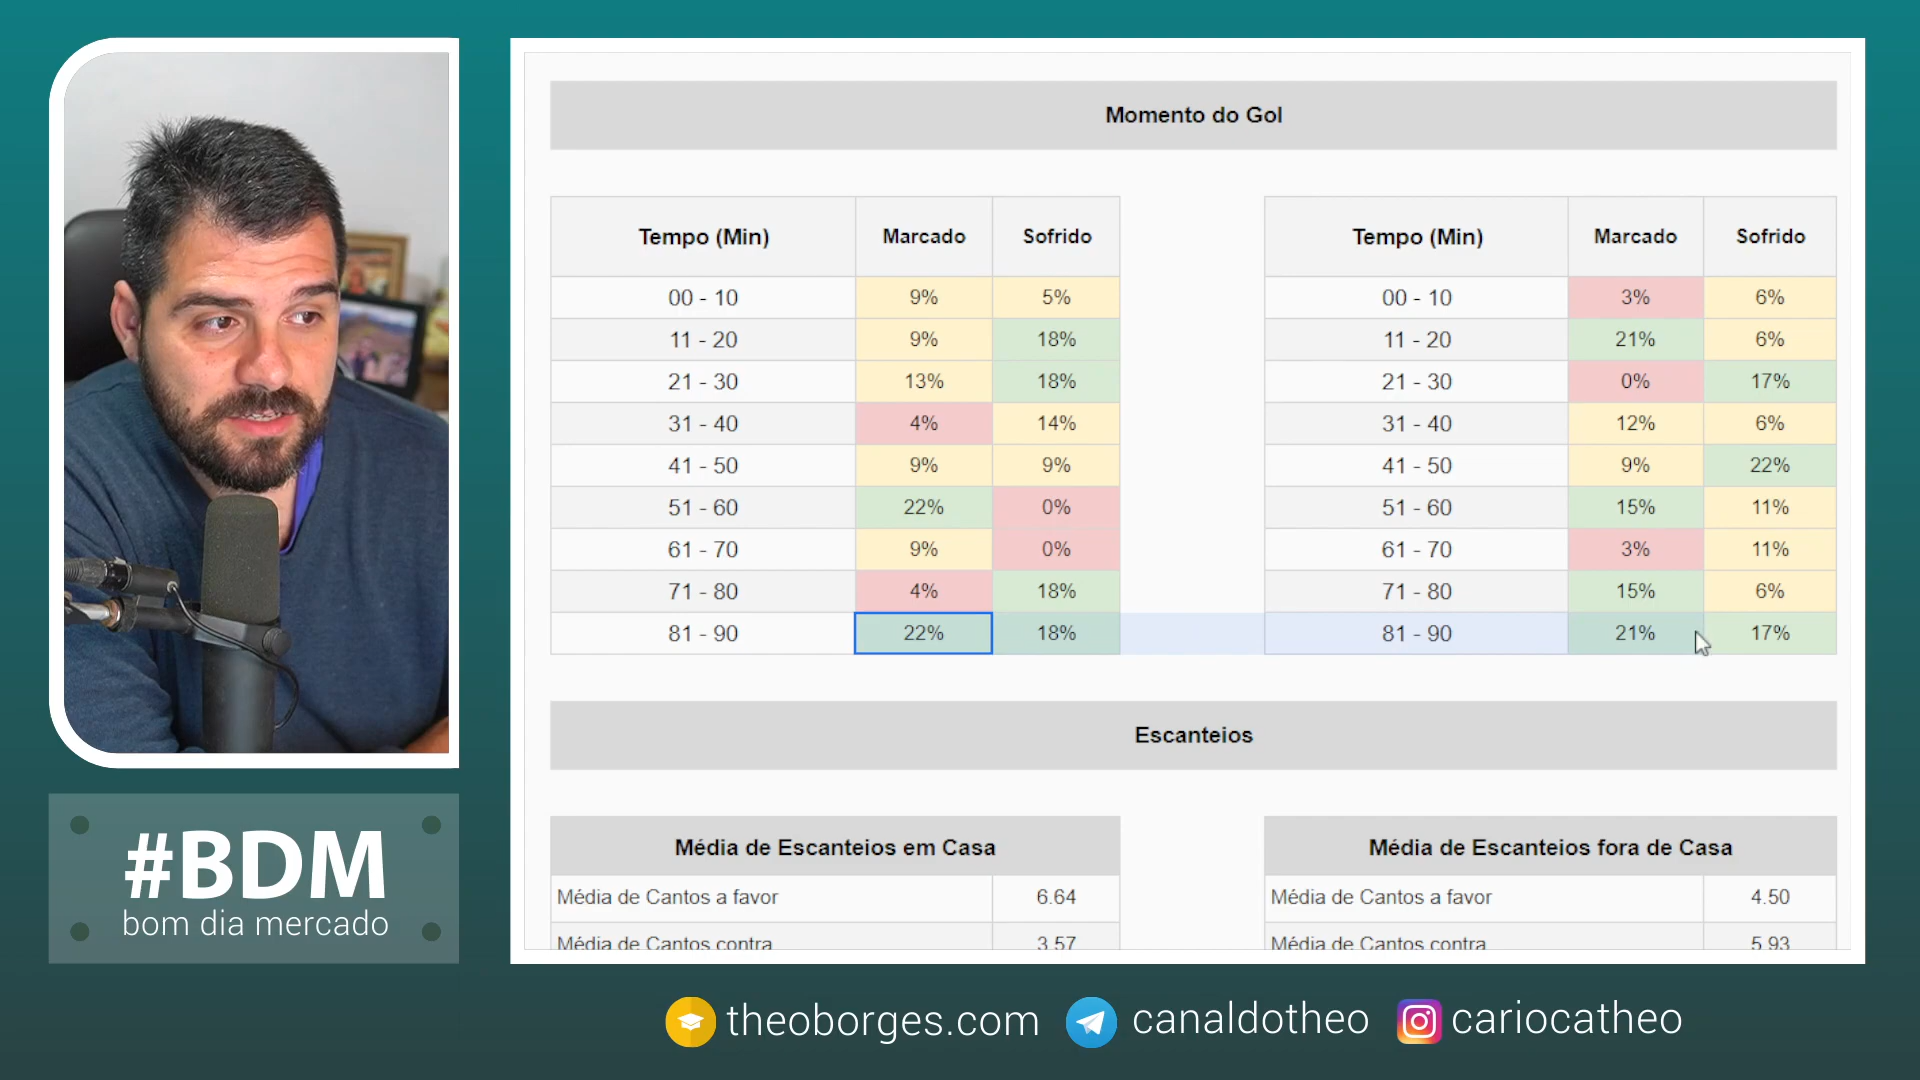 Momento do Gol
Tempo (Min) Marcado Sofrido Tempo (Min) Marcado Sofrido
00 - 10 9% 5% 00 - 10 3% 6%
11 - 20 9% 18% 11 - 20 21% 6%
21 - 30 13% 18% 21 - 30 0% 17%
31 - 40 4% 14% 31 - 40 12% 6%
41 - 50 9% 9% 41 - 50 9% 22%
51 - 60 22% 0% 51 - 60 15% 11%
61 - 70 9% 0% 61 - 70 3% 11%
71 - 80 4% 18% 71 - 80 15% 6%
81 - 90 22% 18% 81 - 90 21% 17%
Escanteios
Média de Escanteios em Casa Média de Escanteios fora de Casa
Média de Cantos a favor 6.64 Média de Cantos a favor 4.50
Média de Cantos contra 3.57 Média de Cantos contra 5.93
#BDM
bom dia mercado
theoborges.com canaldotheo cariocatheo